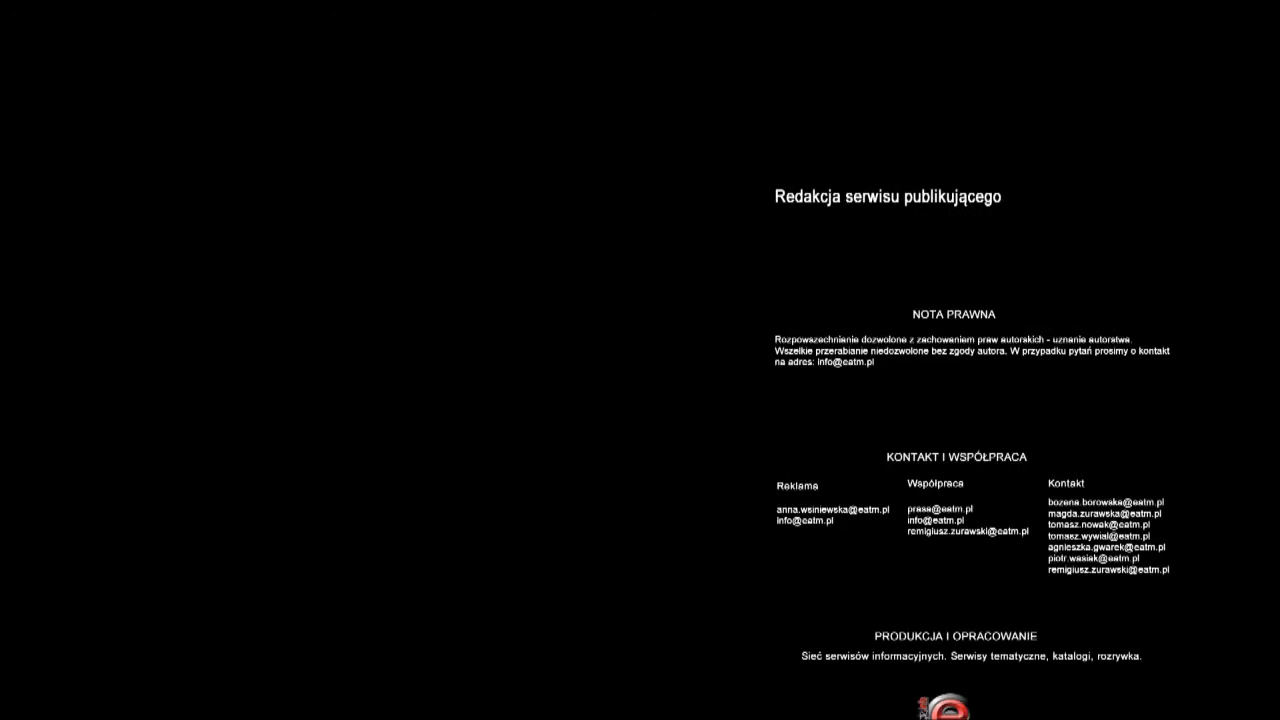 Redakcja serwisu publikującego
NOTA PRAWNA
Rozpowszechnianie dozwolone z zachowaniem praw autorskich - uznanie autorstwa.
Wszelkie przerabianie niedozwolone bez zgody autora. W przypadku pytań prosimy o kontakt
na adres: info@eatm.pl
KONTAKT I WSPÓŁPRACA
Reklama
anna.wsiniewska@eatm.pl
info@eatm.pl
Współpraca
prasa@eatm.pl
info@eatm.pl
remigiusz.zurawski@eatm.pl
Kontakt
bozena.borowska@eatm.pl
magda.zurawska@eatm.pl
tomasz.nowak@eatm.pl
tomasz.wywial@eatm.pl
agnieszka.gwarek@eatm.pl
piotr.wasiak@eatm.pl
remigiusz.zurawski@eatm.pl
PRODUKCJA I OPRACOWANIE
Sieć serwisów informacyjnych. Serwisy tematyczne, katalogi, rozrywka.
e